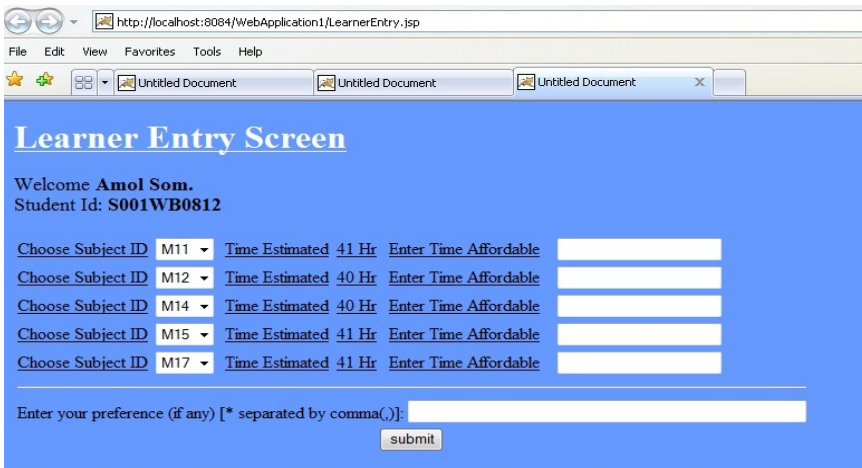 http://localhost:8084/WebApplication1/LearnerEntry.jsp
File Edit View Favorites Tools Help
Untitled Document Untitled Document Untitled Document X
Learner Entry Screen
Welcome Amol Som.
Student Id: S001WB0812
Choose Subject ID M11 Time Estimated 41 Hr Enter Time Affordable
Choose Subject ID M12 Time Estimated 40 Hr Enter Time Affordable
Choose Subject ID M14 Time Estimated 40 Hr Enter Time Affordable
Choose Subject ID M15 Time Estimated 41 Hr Enter Time Affordable
Choose Subject ID M17 Time Estimated 41 Hr Enter Time Affordable
Enter your preference (if any) [* separated by comma(,)]:
submit